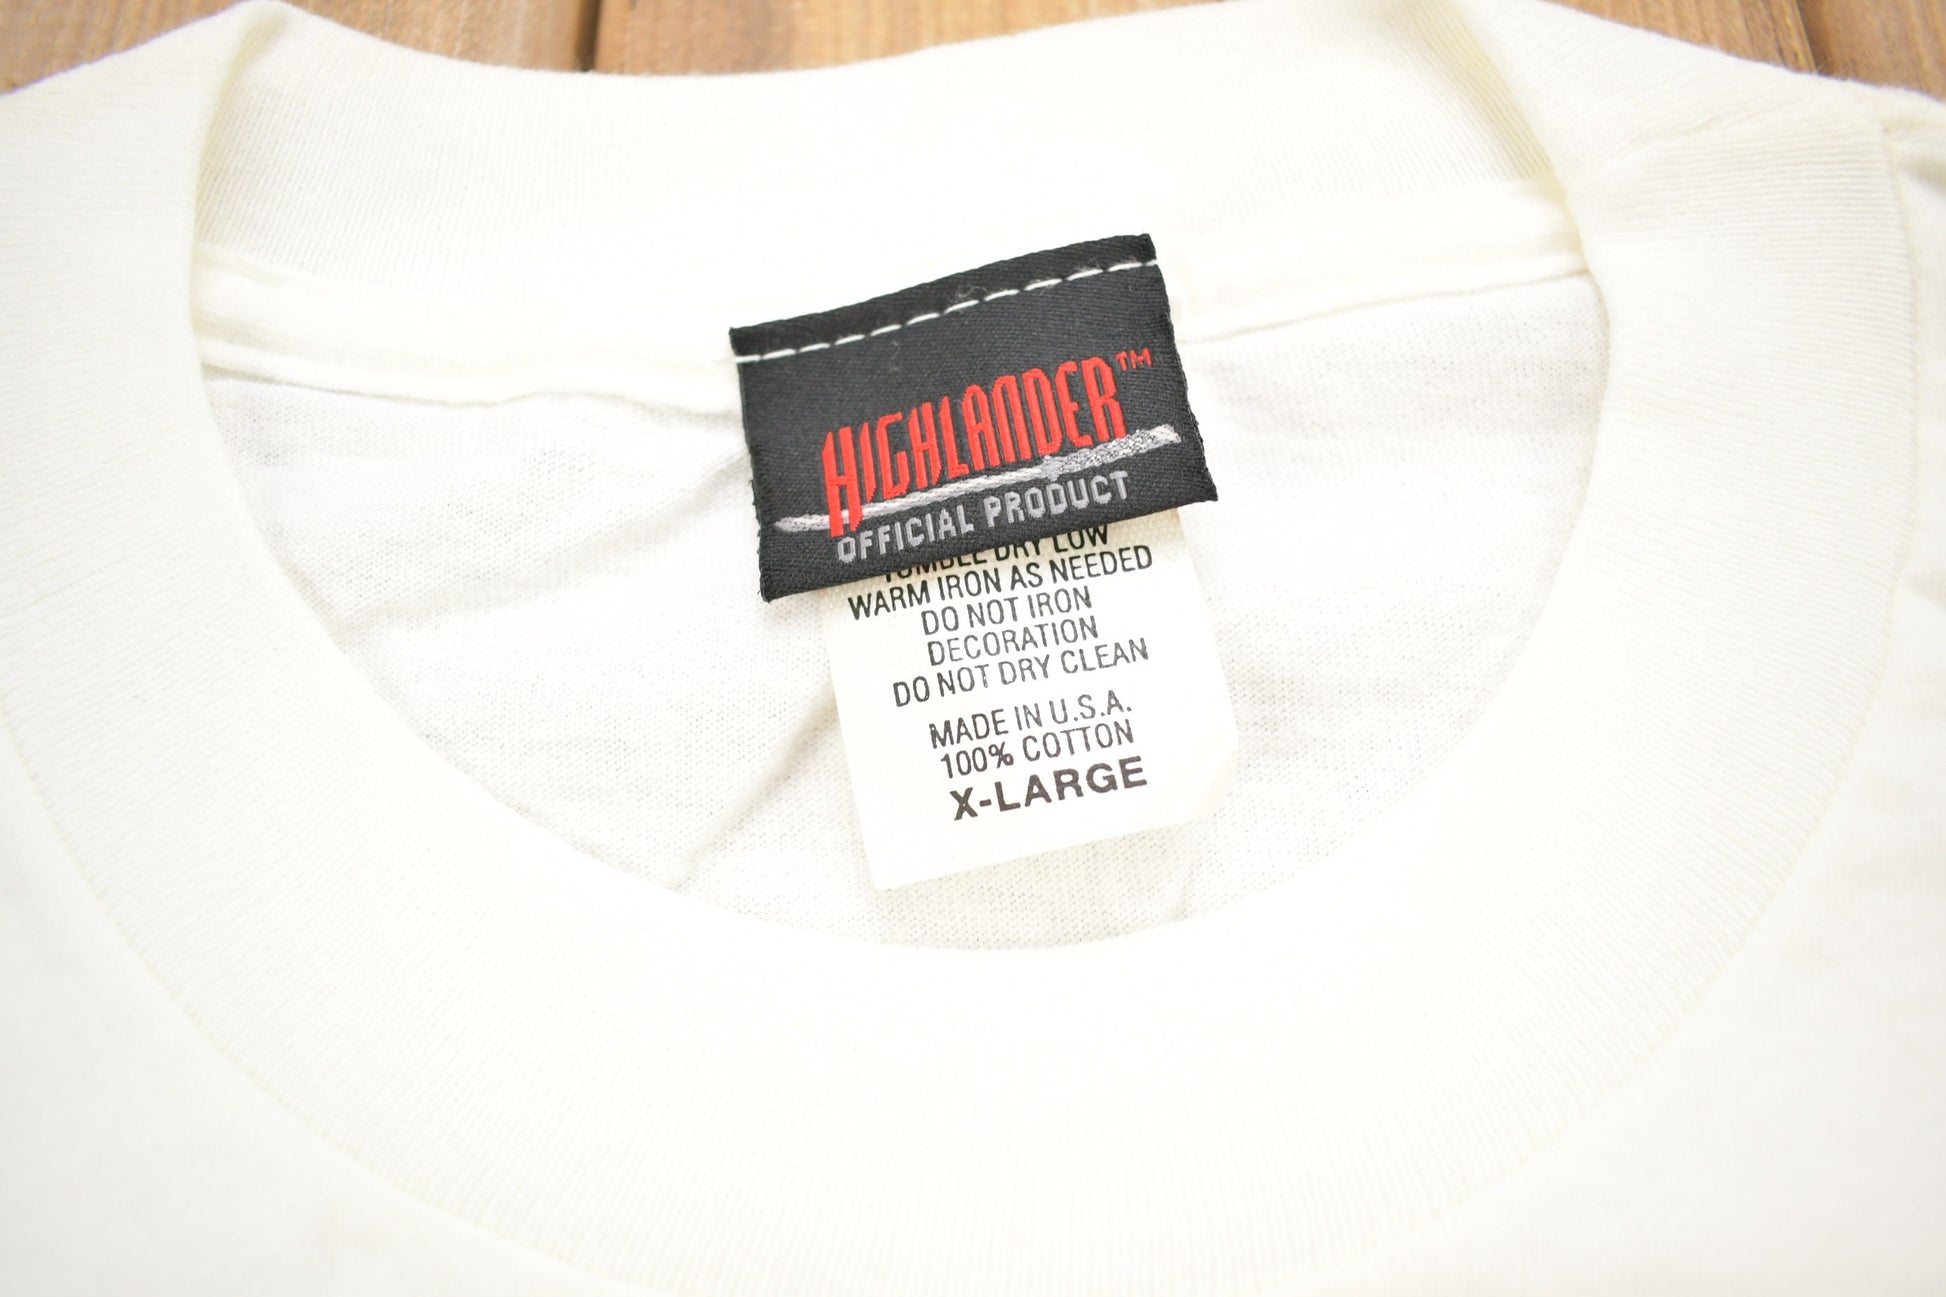 HIGHLANDER™
OFFICIAL PRODUCT
TUMBLE DRY LOW
WARM IRON AS NEEDED
DO NOT IRON
DECORATION
DO NOT DRY CLEAN
MADE IN U.S.A.
100% COTTON
X-LARGE